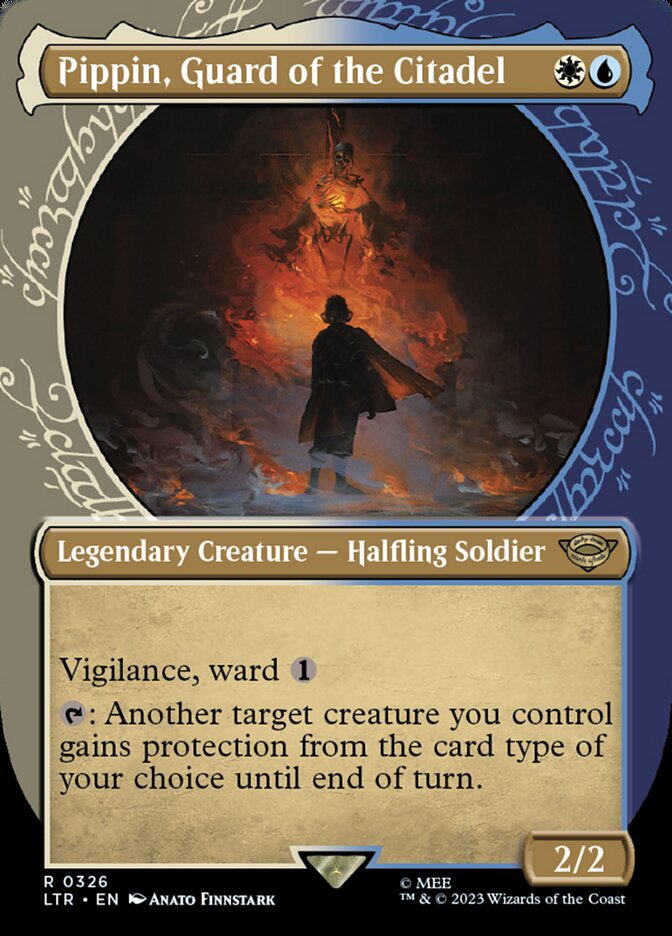 Pippin, Guard of the Citadel
Legendary Creature — Halfling Soldier
Vigilance, ward 1
: Another target creature you control
gains protection from the card type of
your choice until end of turn.
2/2
R 0326
LTR • EN Anato Finnstark
© MEE
™ & © 2023 Wizards of the Coast